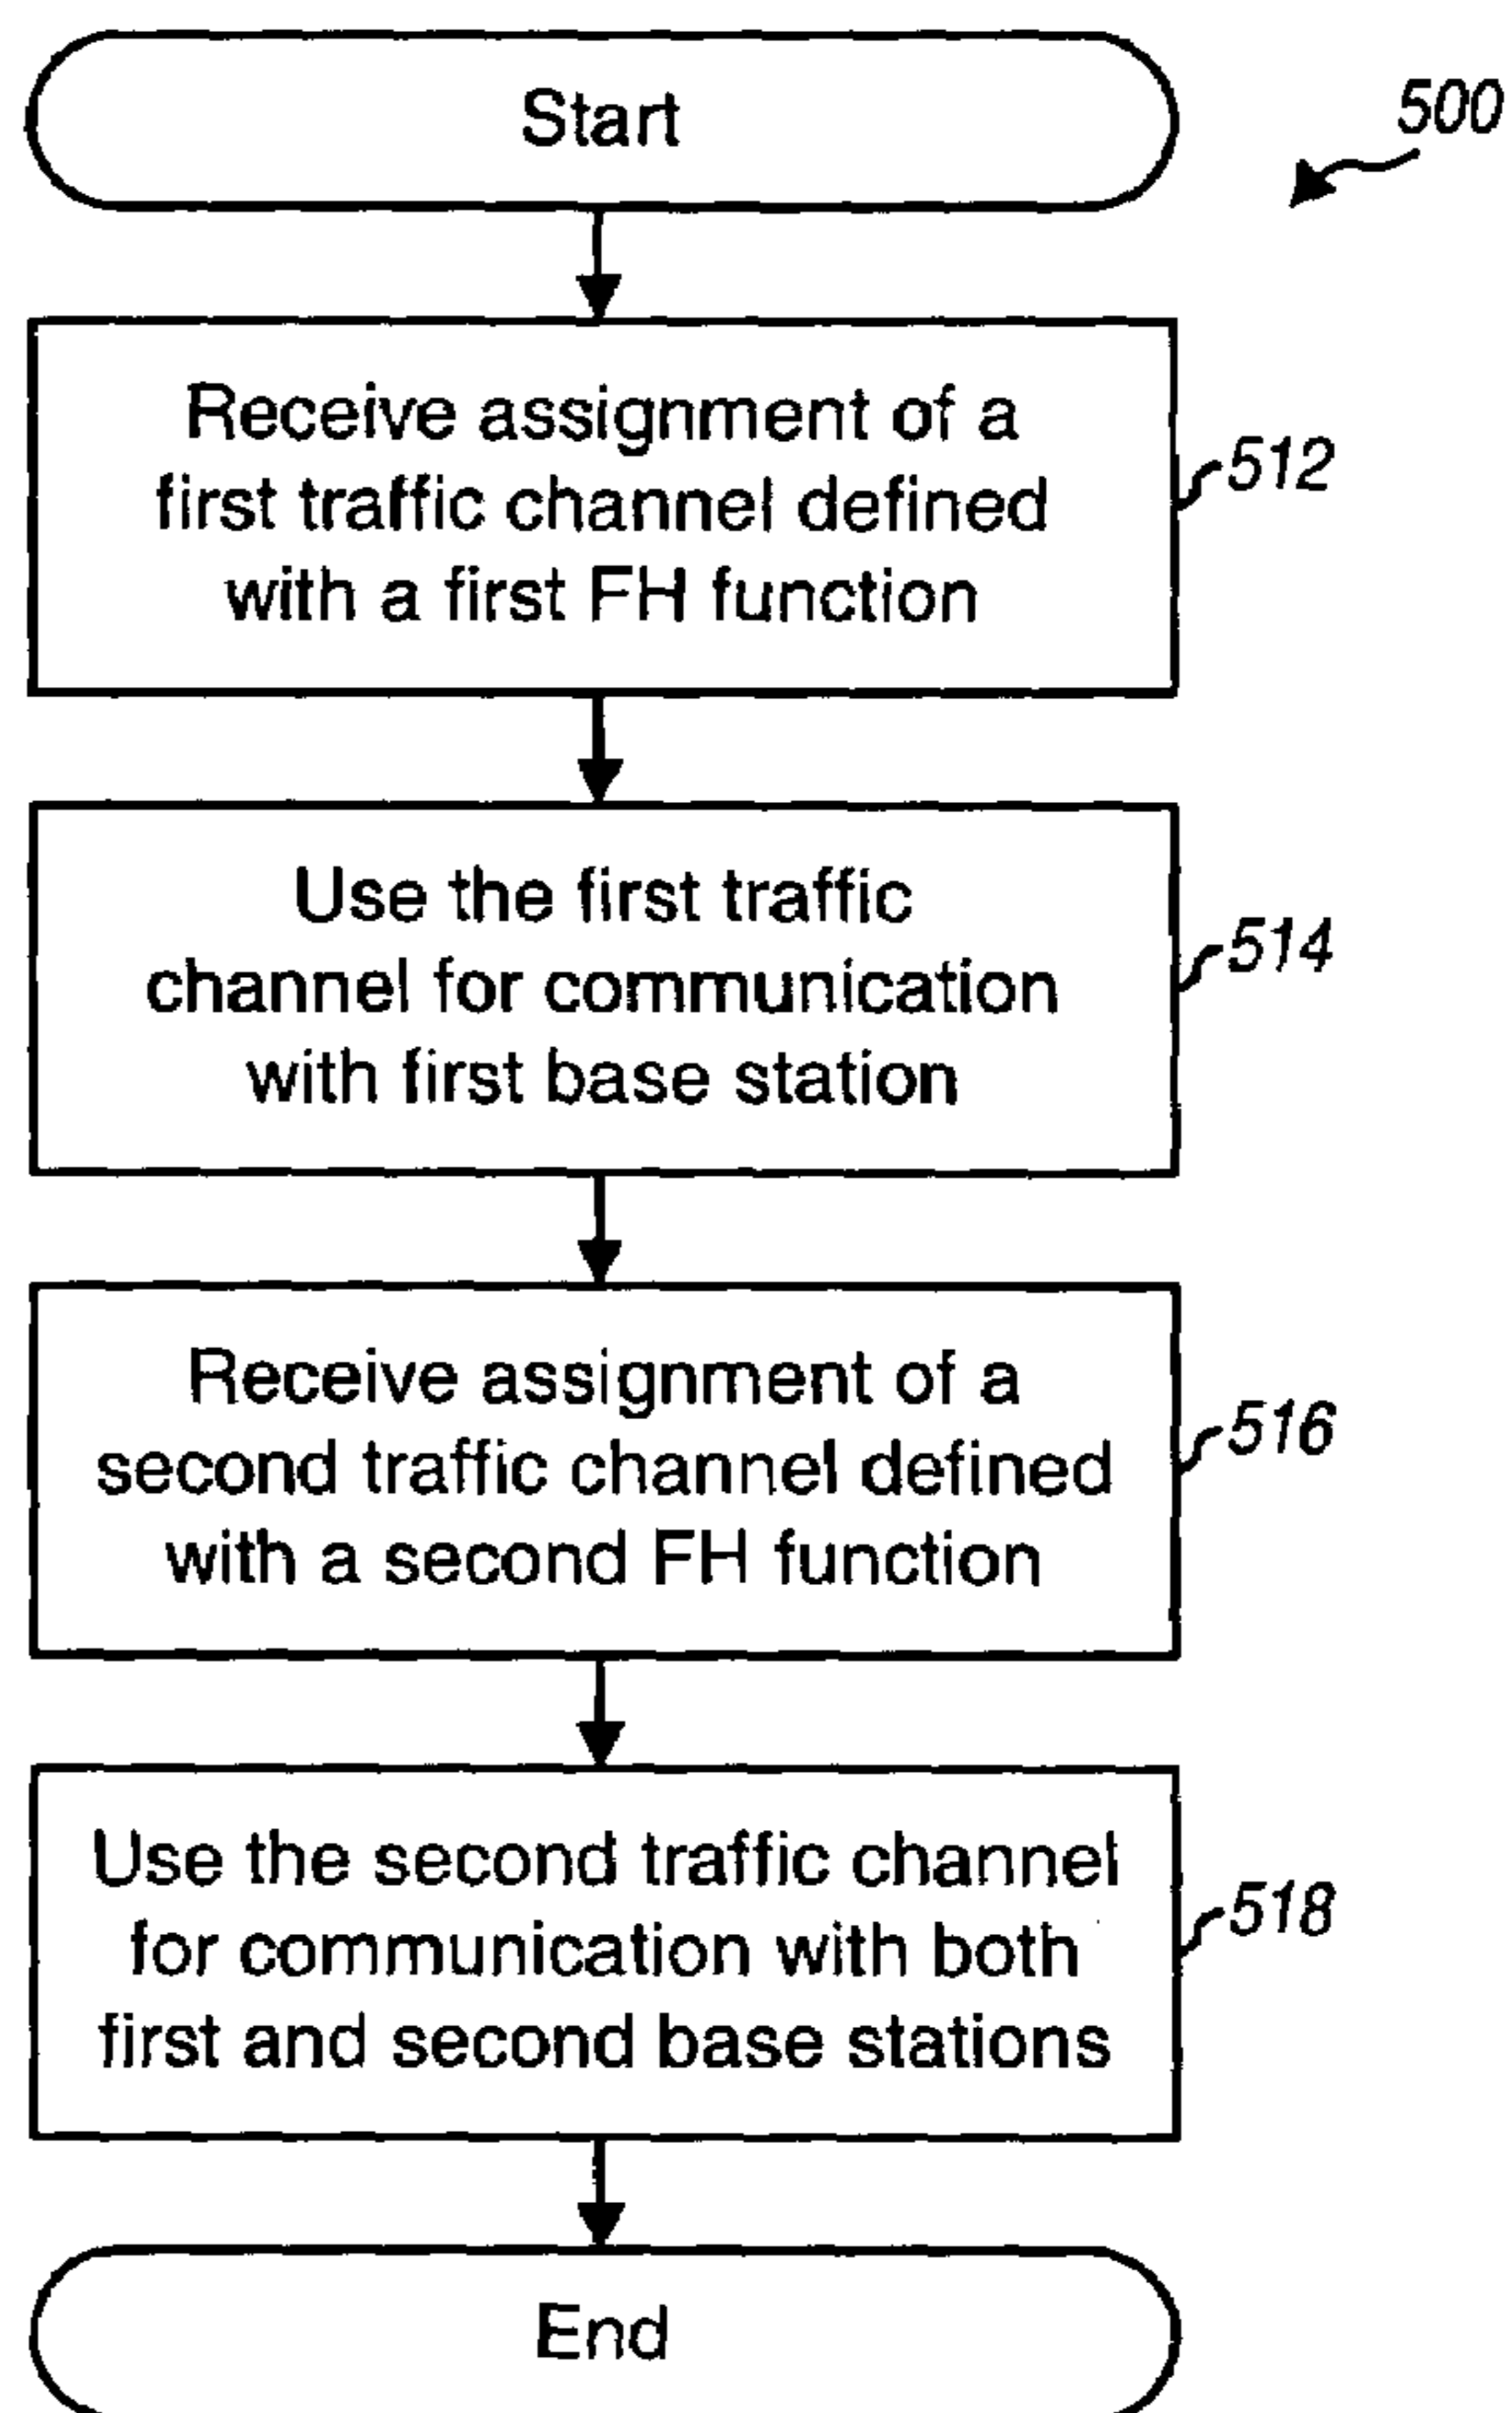 Start
500
Receive assignment of a
first traffic channel defined
with a first FH function
512
Use the first traffic
channel for communication
with first base station
514
Receive assignment of a
second traffic channel defined
with a second FH function
516
Use the second traffic channel
for communication with both
first and second base stations
518
End